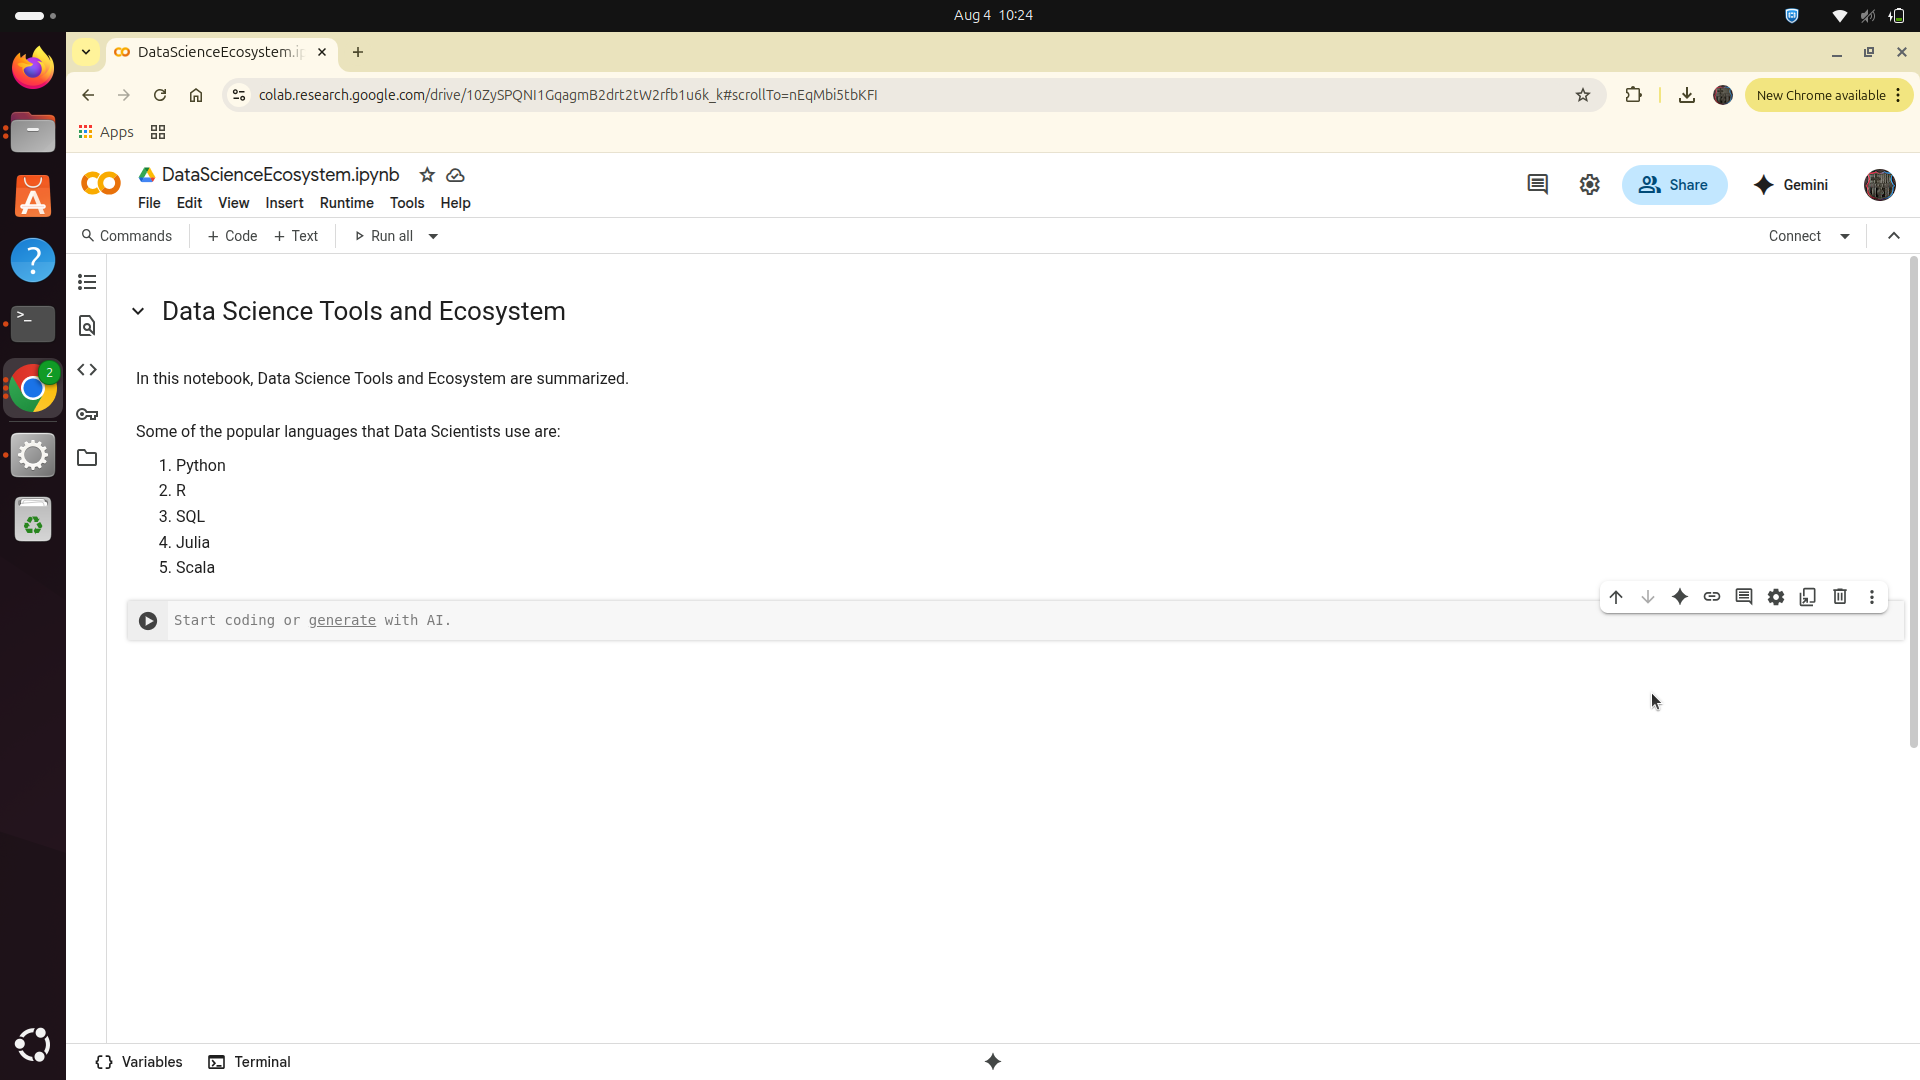 Aug 4 10:24
DataScienceEcosystem.i
colab.research.google.com/drive/10ZySPQNI1GqagmB2drt2tW2rfb1u6k_k#scrollTo=nEqMbi5tbKFI
New Chrome available
Apps
DataScienceEcosystem.ipynb
File Edit View Insert Runtime Tools Help
Share
Gemini
Commands + Code + Text Run all
Connect
Data Science Tools and Ecosystem
In this notebook, Data Science Tools and Ecosystem are summarized.
Some of the popular languages that Data Scientists use are:
1. Python
2. R
3. SQL
4. Julia
5. Scala
2
Start coding or generate with AI.
Variables Terminal